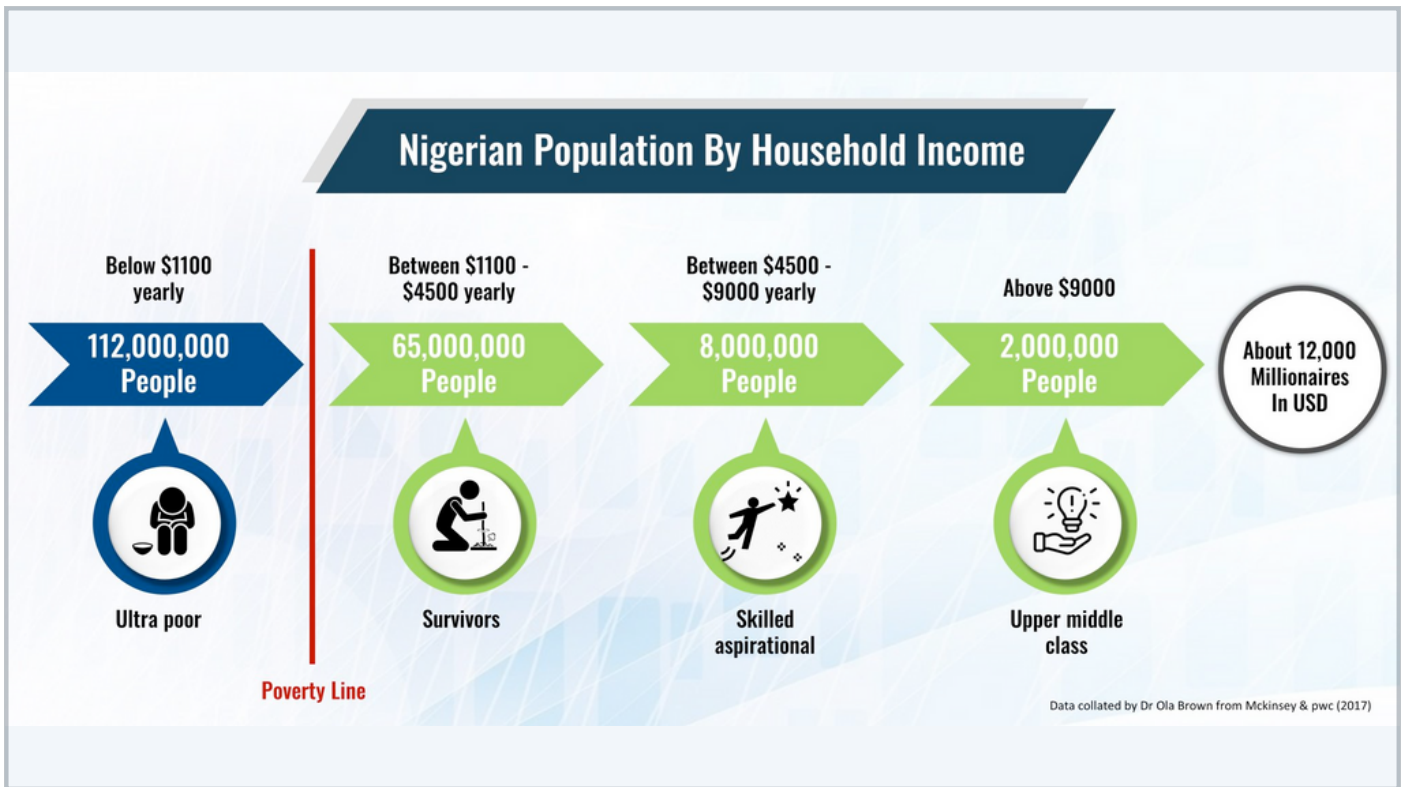 Nigerian Population By Household Income
Below $1100
yearly
112,000,000
People
Ultra poor
Poverty Line
Between $1100 -
$4500 yearly
65,000,000
People
Survivors
Between $4500 -
$9000 yearly
8,000,000
People
Skilled
aspirational
Above $9000
2,000,000
People
Upper middle
class
About 12,000
Millionaires
In USD
Data collated by Dr Ola Brown from Mckinsey & pwc (2017)